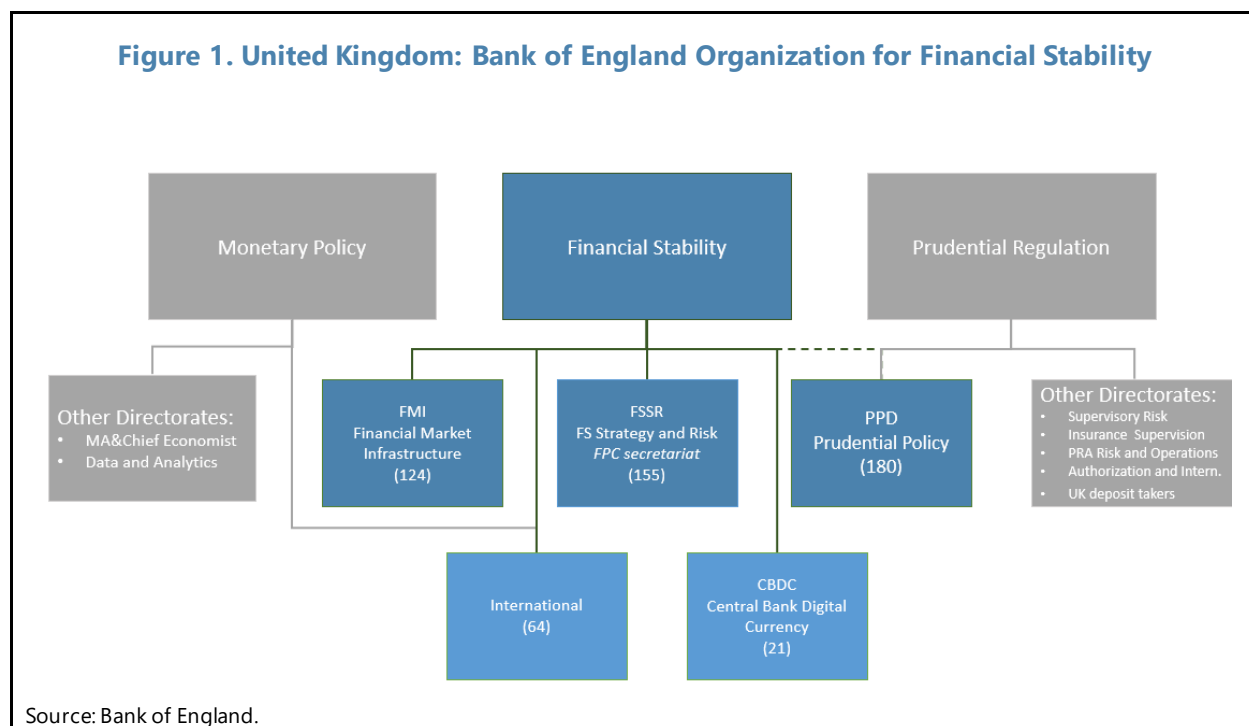 Figure 1. United Kingdom: Bank of England Organization for Financial Stability
Monetary Policy
Financial Stability
Prudential Regulation
Other Directorates:
• MA&Chief Economist
• Data and Analytics
FMI
Financial Market
Infrastructure
(124)
FSSR
FS Strategy and Risk
FPC secretariat
(155)
PPD
Prudential Policy
(180)
Other Directorates:
• Supervisory Risk
• Insurance Supervision
• PRA Risk and Operations
• Authorization and Intern.
• UK deposit takers
International
(64)
CBDC
Central Bank Digital
Currency
(21)
Source: Bank of England.